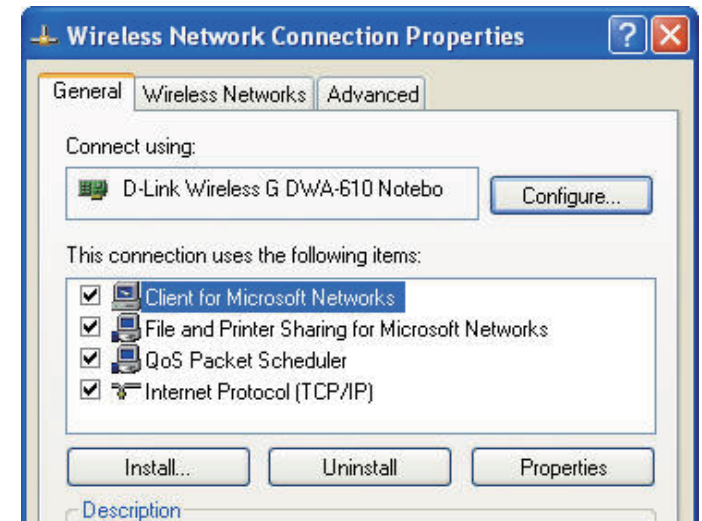 Wireless Network Connection Properties
General Wireless Networks Advanced
Connect using:
D-Link Wireless G DWA-610 Notebo Configure...
This connection uses the following items:
Client for Microsoft Networks
File and Printer Sharing for Microsoft Networks
QoS Packet Scheduler
Internet Protocol (TCP/IP)
Install... Uninstall Properties
Description